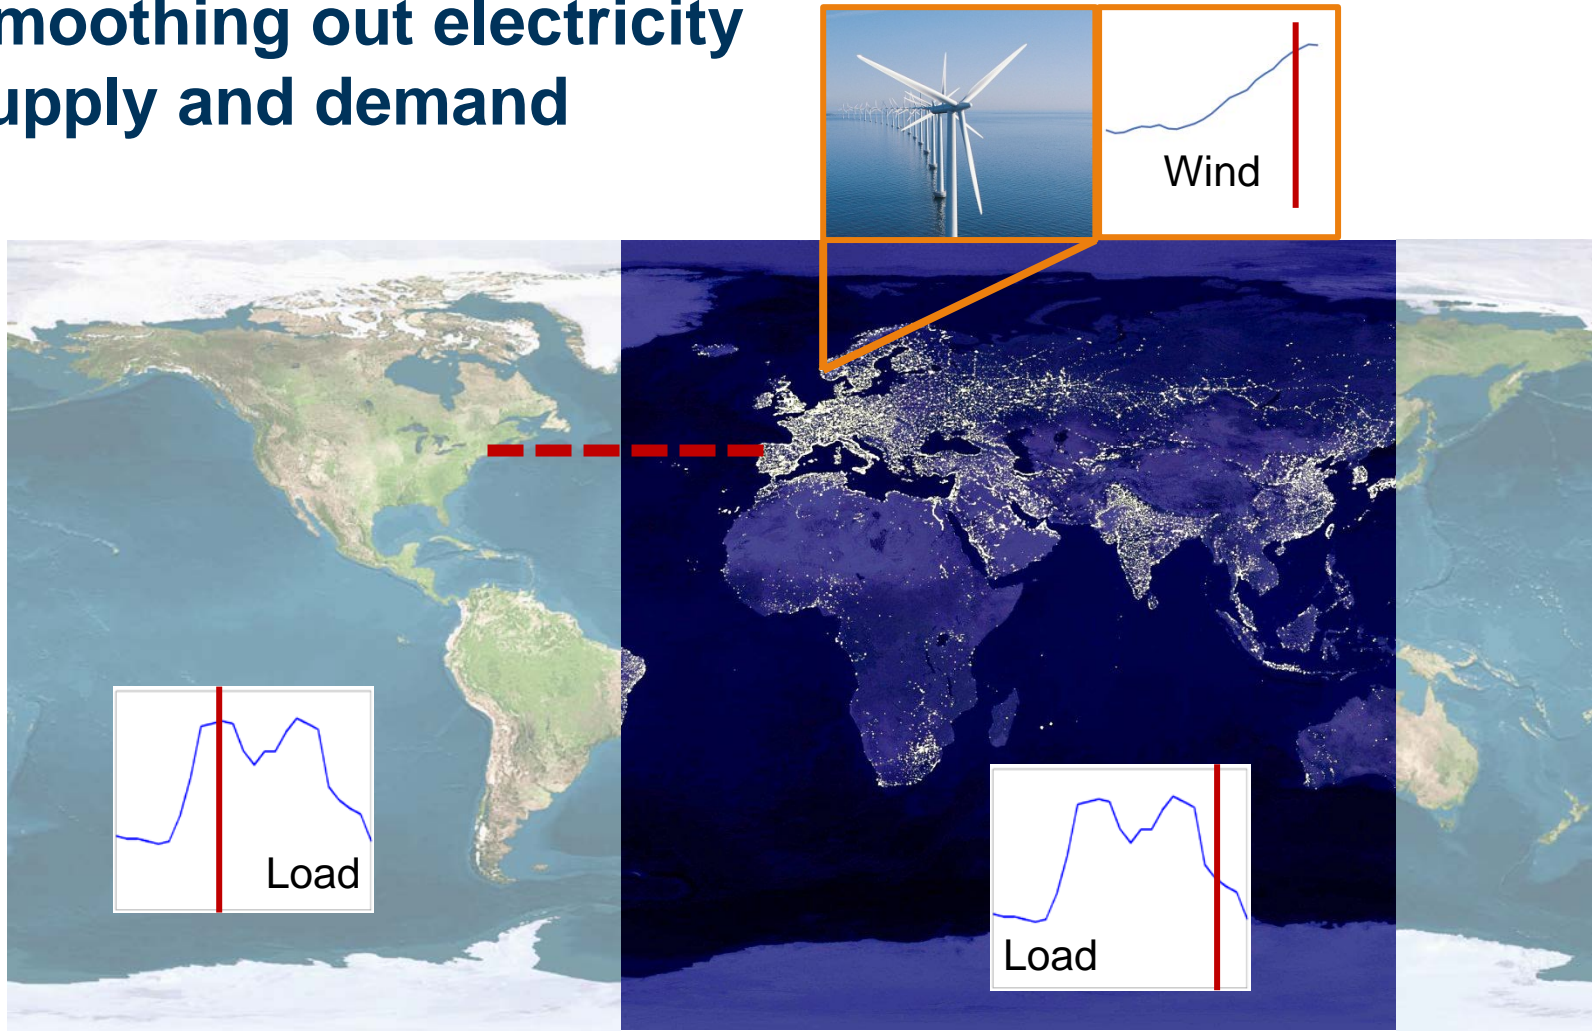 moothing out electricity
upply and demand
Wind
Load
Load